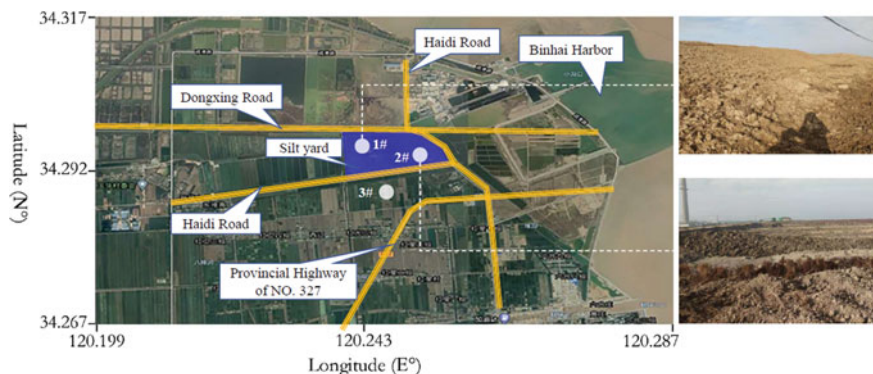 34.317
Haidi Road
Binhai Harbor
Dongxing Road
Latitude (N°)
1#
34.292
Silt yard
2#
3#
Haidi Road
Provincial Highway
of NO. 327
34.267
120.199
120.243
120.287
Longitude (E°)